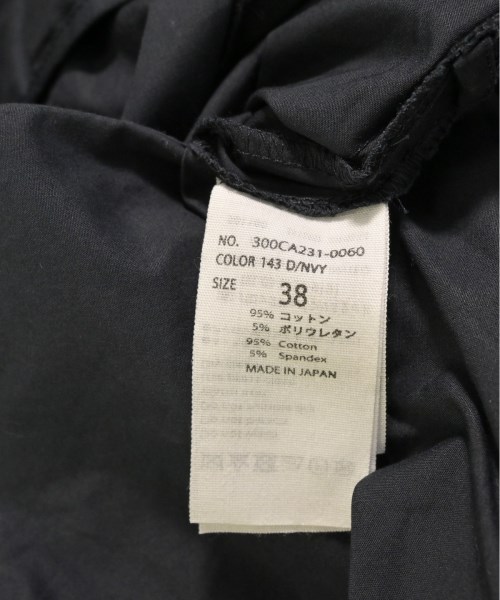 NO. 300CA231-0060
COLOR 143 D/NVY
SIZE 38
95% コットン
5% ポリウレタン
95% Cotton
5% Spandex
MADE IN JAPAN